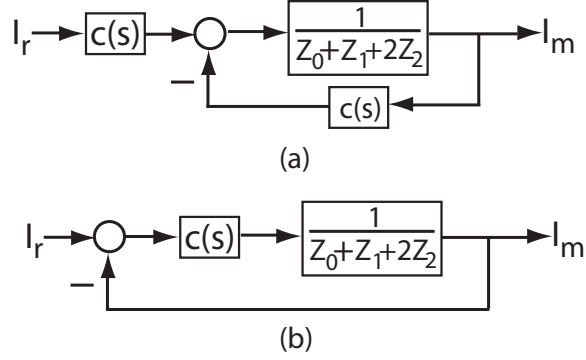 I_r c(s) 1 I_m
Z_0+Z_1+2Z_2
− c(s)
(a)
I_r c(s) 1 I_m
Z_0+Z_1+2Z_2
−
(b)